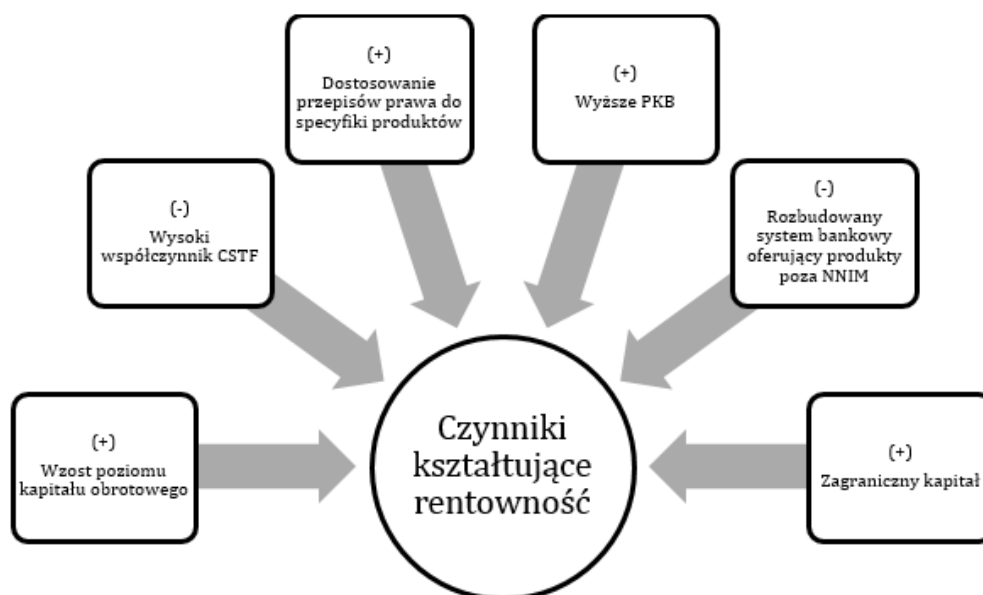 (+)
Dostosowanie
przepisów prawa do
specyfiki produktów
(+)
Wyższe PKB
(-)
Wysoki
współczynnik CSTF
(-)
Rozbudowany
system bankowy
oferujący produkty
poza NNIM
(+)
Wzost poziomu
kapitału obrotowego
Czynniki
kształtujące
rentowność
(+)
Zagraniczny kapitał